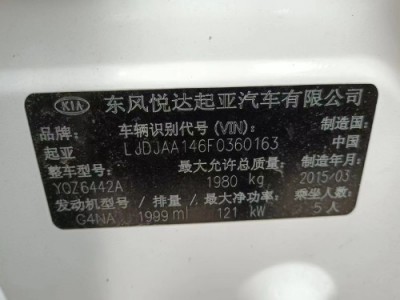 KIA 东风悦达起亚汽车有限公司
品牌: 车辆识别代号(VIN): 制造国:
起亚 LJDJAA146F0360163 中国
整车型号: 最大允许总质量: 制造年月:
YQZ6442A 1980 kg 2015/03
发动机型号/排量/最大净功率: 乘坐人数:
G4NA 1999 ml 121 kW 5人